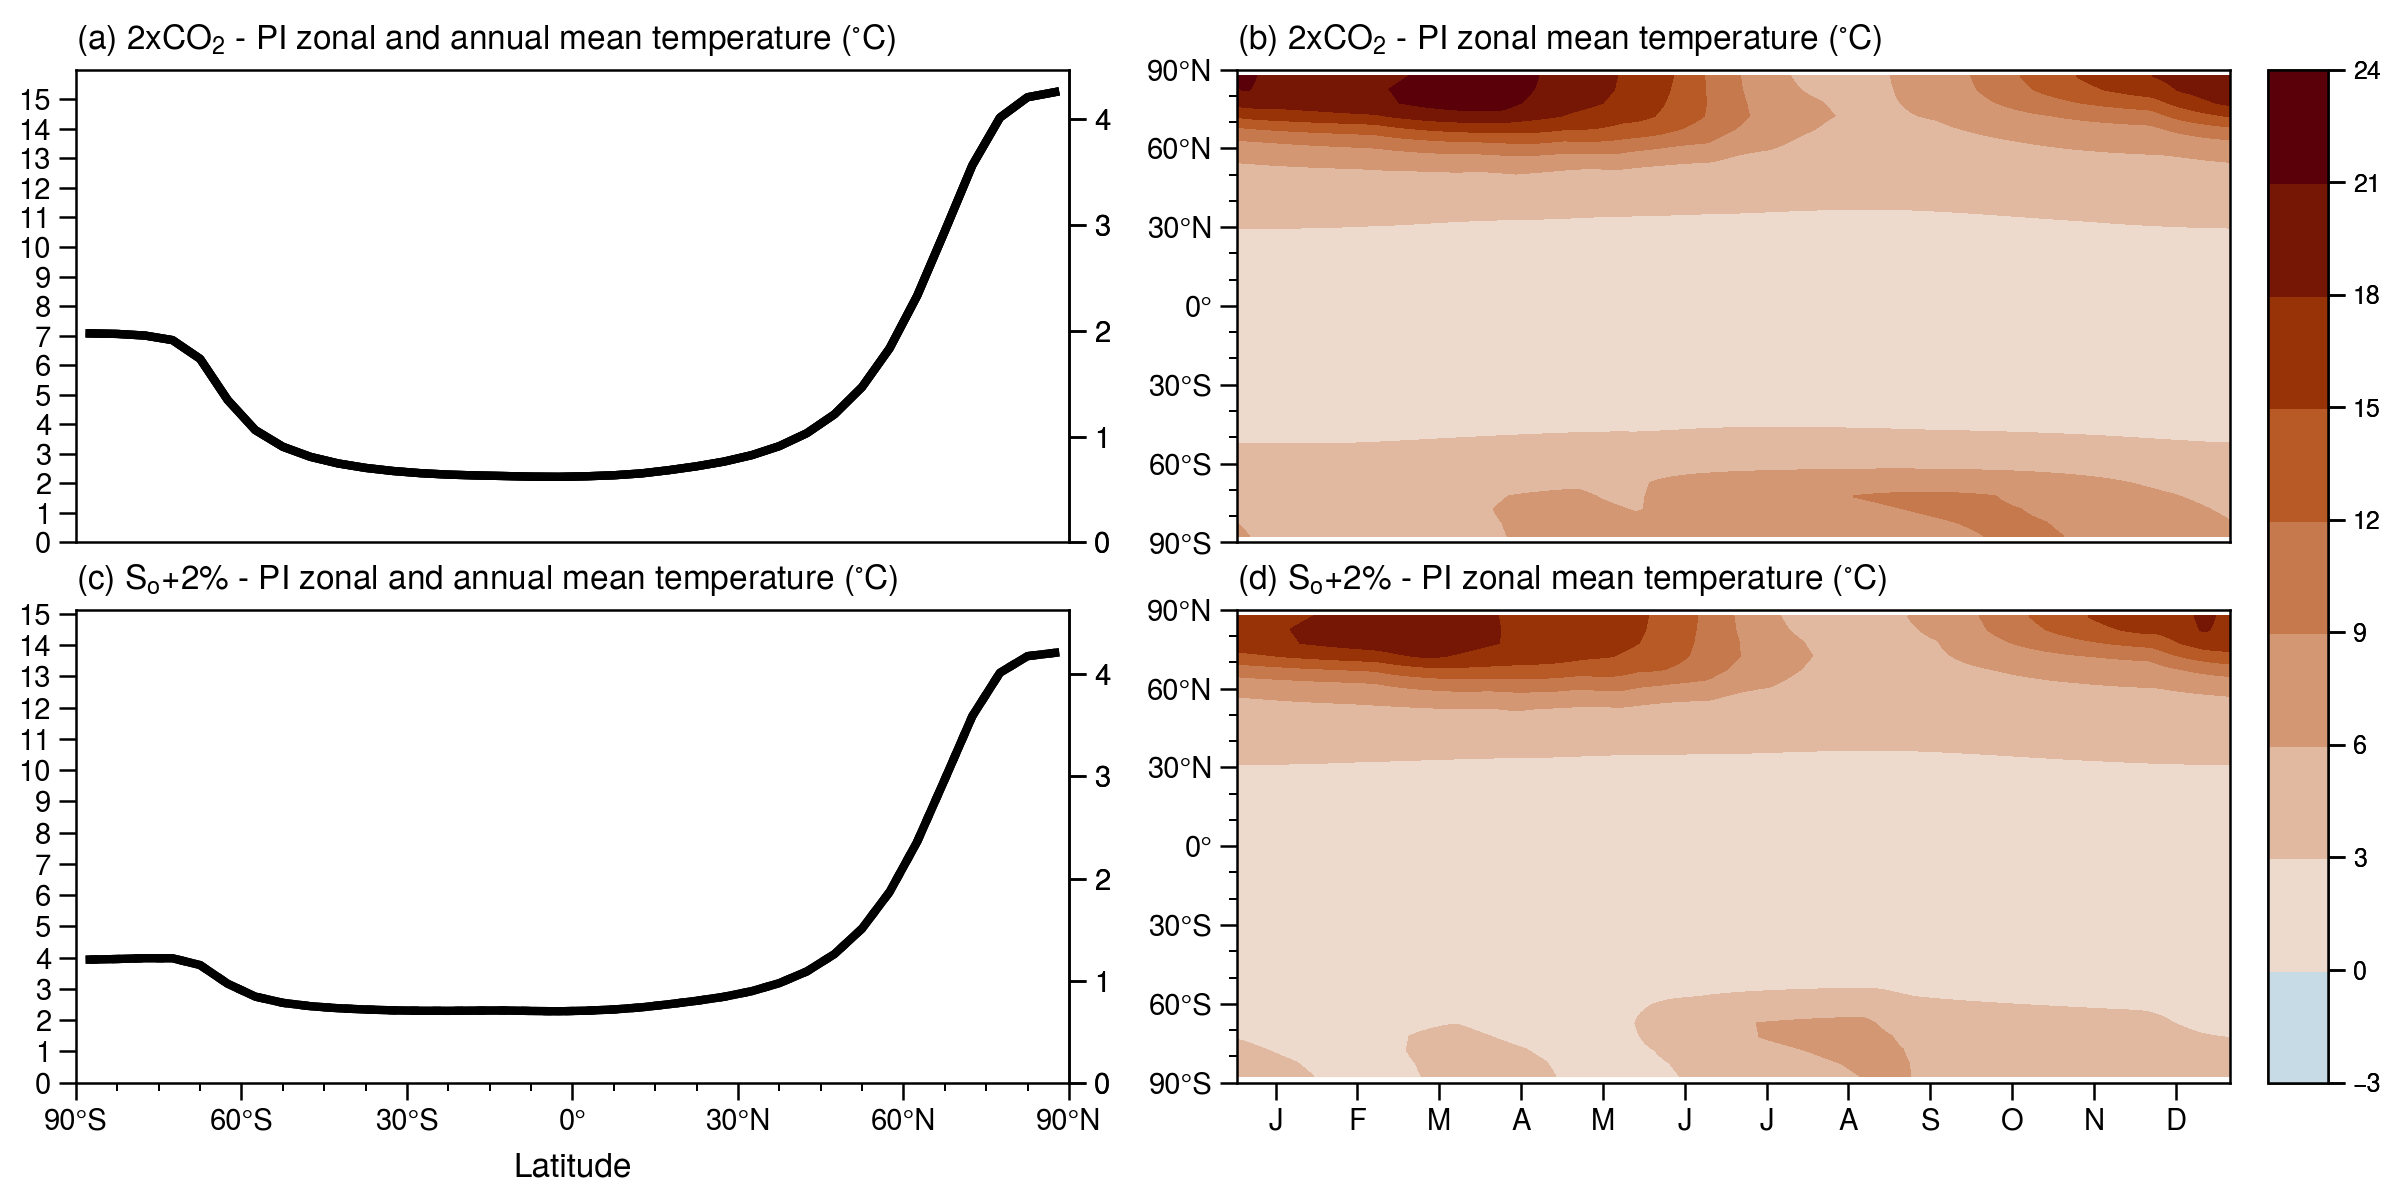 (a) 2xCO₂ - PI zonal and annual mean temperature (°C)
15
14
13
12
11
10
9
8
7
6
5
4
3
2
1
0
4
3
2
1
0
(b) 2xCO₂ - PI zonal mean temperature (°C)
90°N
60°N
30°N
0°
30°S
60°S
90°S
(c) Sₒ+2% - PI zonal and annual mean temperature (°C)
15
14
13
12
11
10
9
8
7
6
5
4
3
2
1
0
4
3
2
1
0
90°S 60°S 30°S 0° 30°N 60°N 90°N
Latitude
(d) Sₒ+2% - PI zonal mean temperature (°C)
90°N
60°N
30°N
0°
30°S
60°S
90°S
J F M A M J J A S O N D
24
21
18
15
12
9
6
3
0
−3